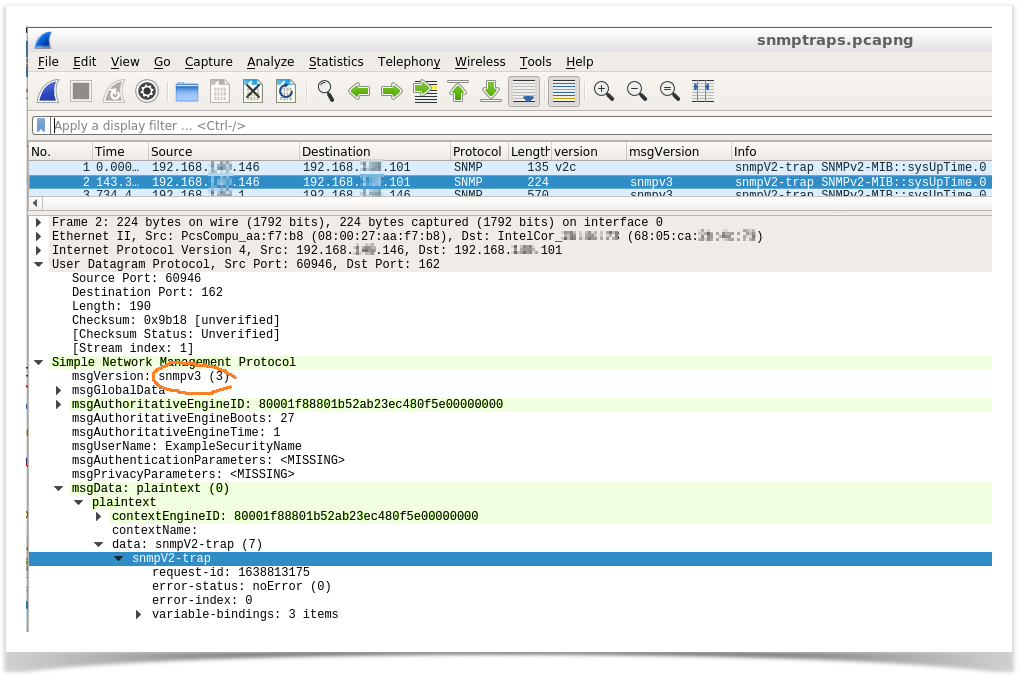 snmptraps.pcapng
File Edit View Go Capture Analyze Statistics Telephony Wireless Tools Help
Apply a display filter ... <Ctrl-/>
No. Time Source Destination Protocol Length version msgVersion Info
1 0.000… 192.168. .146 192.168. .101 SNMP 135 v2c snmpV2-trap SNMPv2-MIB::sysUpTime.0
2 143.3… 192.168. .146 192.168. .101 SNMP 224 snmpv3 snmpV2-trap SNMPv2-MIB::sysUpTime.0
3 734.4 192.168. .146 192.168. .101 SNMP 570 snmpv3 snmpV2-trap SNMPv2-MIB::sysUpTime.0
Frame 2: 224 bytes on wire (1792 bits), 224 bytes captured (1792 bits) on interface 0
Ethernet II, Src: PcsCompu_aa:f7:b8 (08:00:27:aa:f7:b8), Dst: IntelCor_ (68:05:ca: )
Internet Protocol Version 4, Src: 192.168. .146, Dst: 192.168. .101
User Datagram Protocol, Src Port: 60946, Dst Port: 162
Source Port: 60946
Destination Port: 162
Length: 190
Checksum: 0x9b18 [unverified]
[Checksum Status: Unverified]
[Stream index: 1]
Simple Network Management Protocol
msgVersion: snmpv3 (3)
msgGlobalData
msgAuthoritativeEngineID: 80001f88801b52ab23ec480f5e00000000
msgAuthoritativeEngineBoots: 27
msgAuthoritativeEngineTime: 1
msgUserName: ExampleSecurityName
msgAuthenticationParameters: <MISSING>
msgPrivacyParameters: <MISSING>
msgData: plaintext (0)
plaintext
contextEngineID: 80001f88801b52ab23ec480f5e00000000
contextName:
data: snmpV2-trap (7)
snmpV2-trap
request-id: 1638813175
error-status: noError (0)
error-index: 0
variable-bindings: 3 items